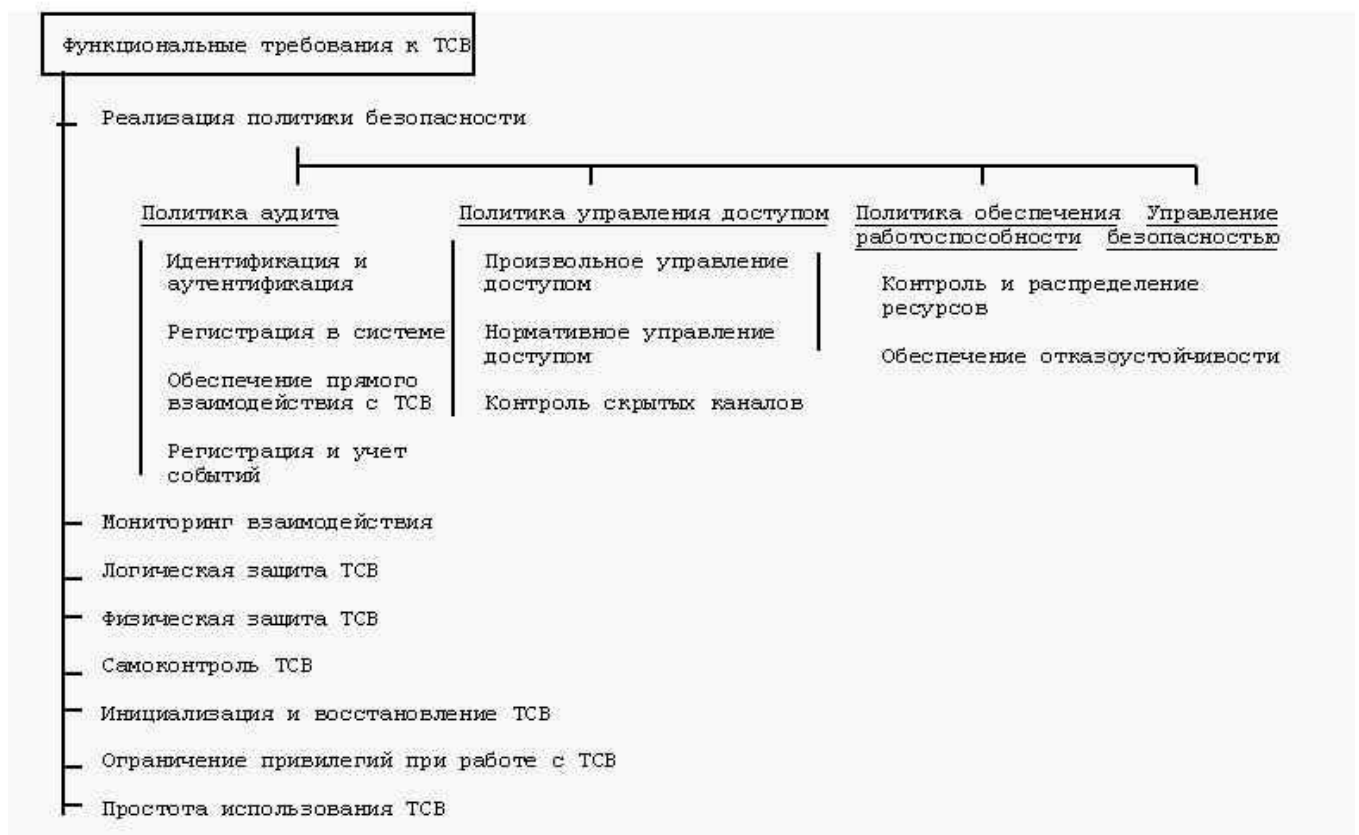 Функциональные требования к ТСВ
Реализация политики безопасности
Политика аудита
Идентификация и
аутентификация
Регистрация в системе
Обеспечение прямого
взаимодействия с ТСВ
Регистрация и учет
событий
Политика управления доступом
Произвольное управление
доступом
Нормативное управление
доступом
Контроль скрытых каналов
Политика обеспечения
работоспособности
Контроль и распределение
ресурсов
Обеспечение отказоустойчивости
Управление
безопасностью
Мониторинг взаимодействия
Логическая защита ТСВ
Физическая защита ТСВ
Самоконтроль ТСВ
Инициализация и восстановление ТСВ
Ограничение привилегий при работе с ТСВ
Простота использования ТСВ